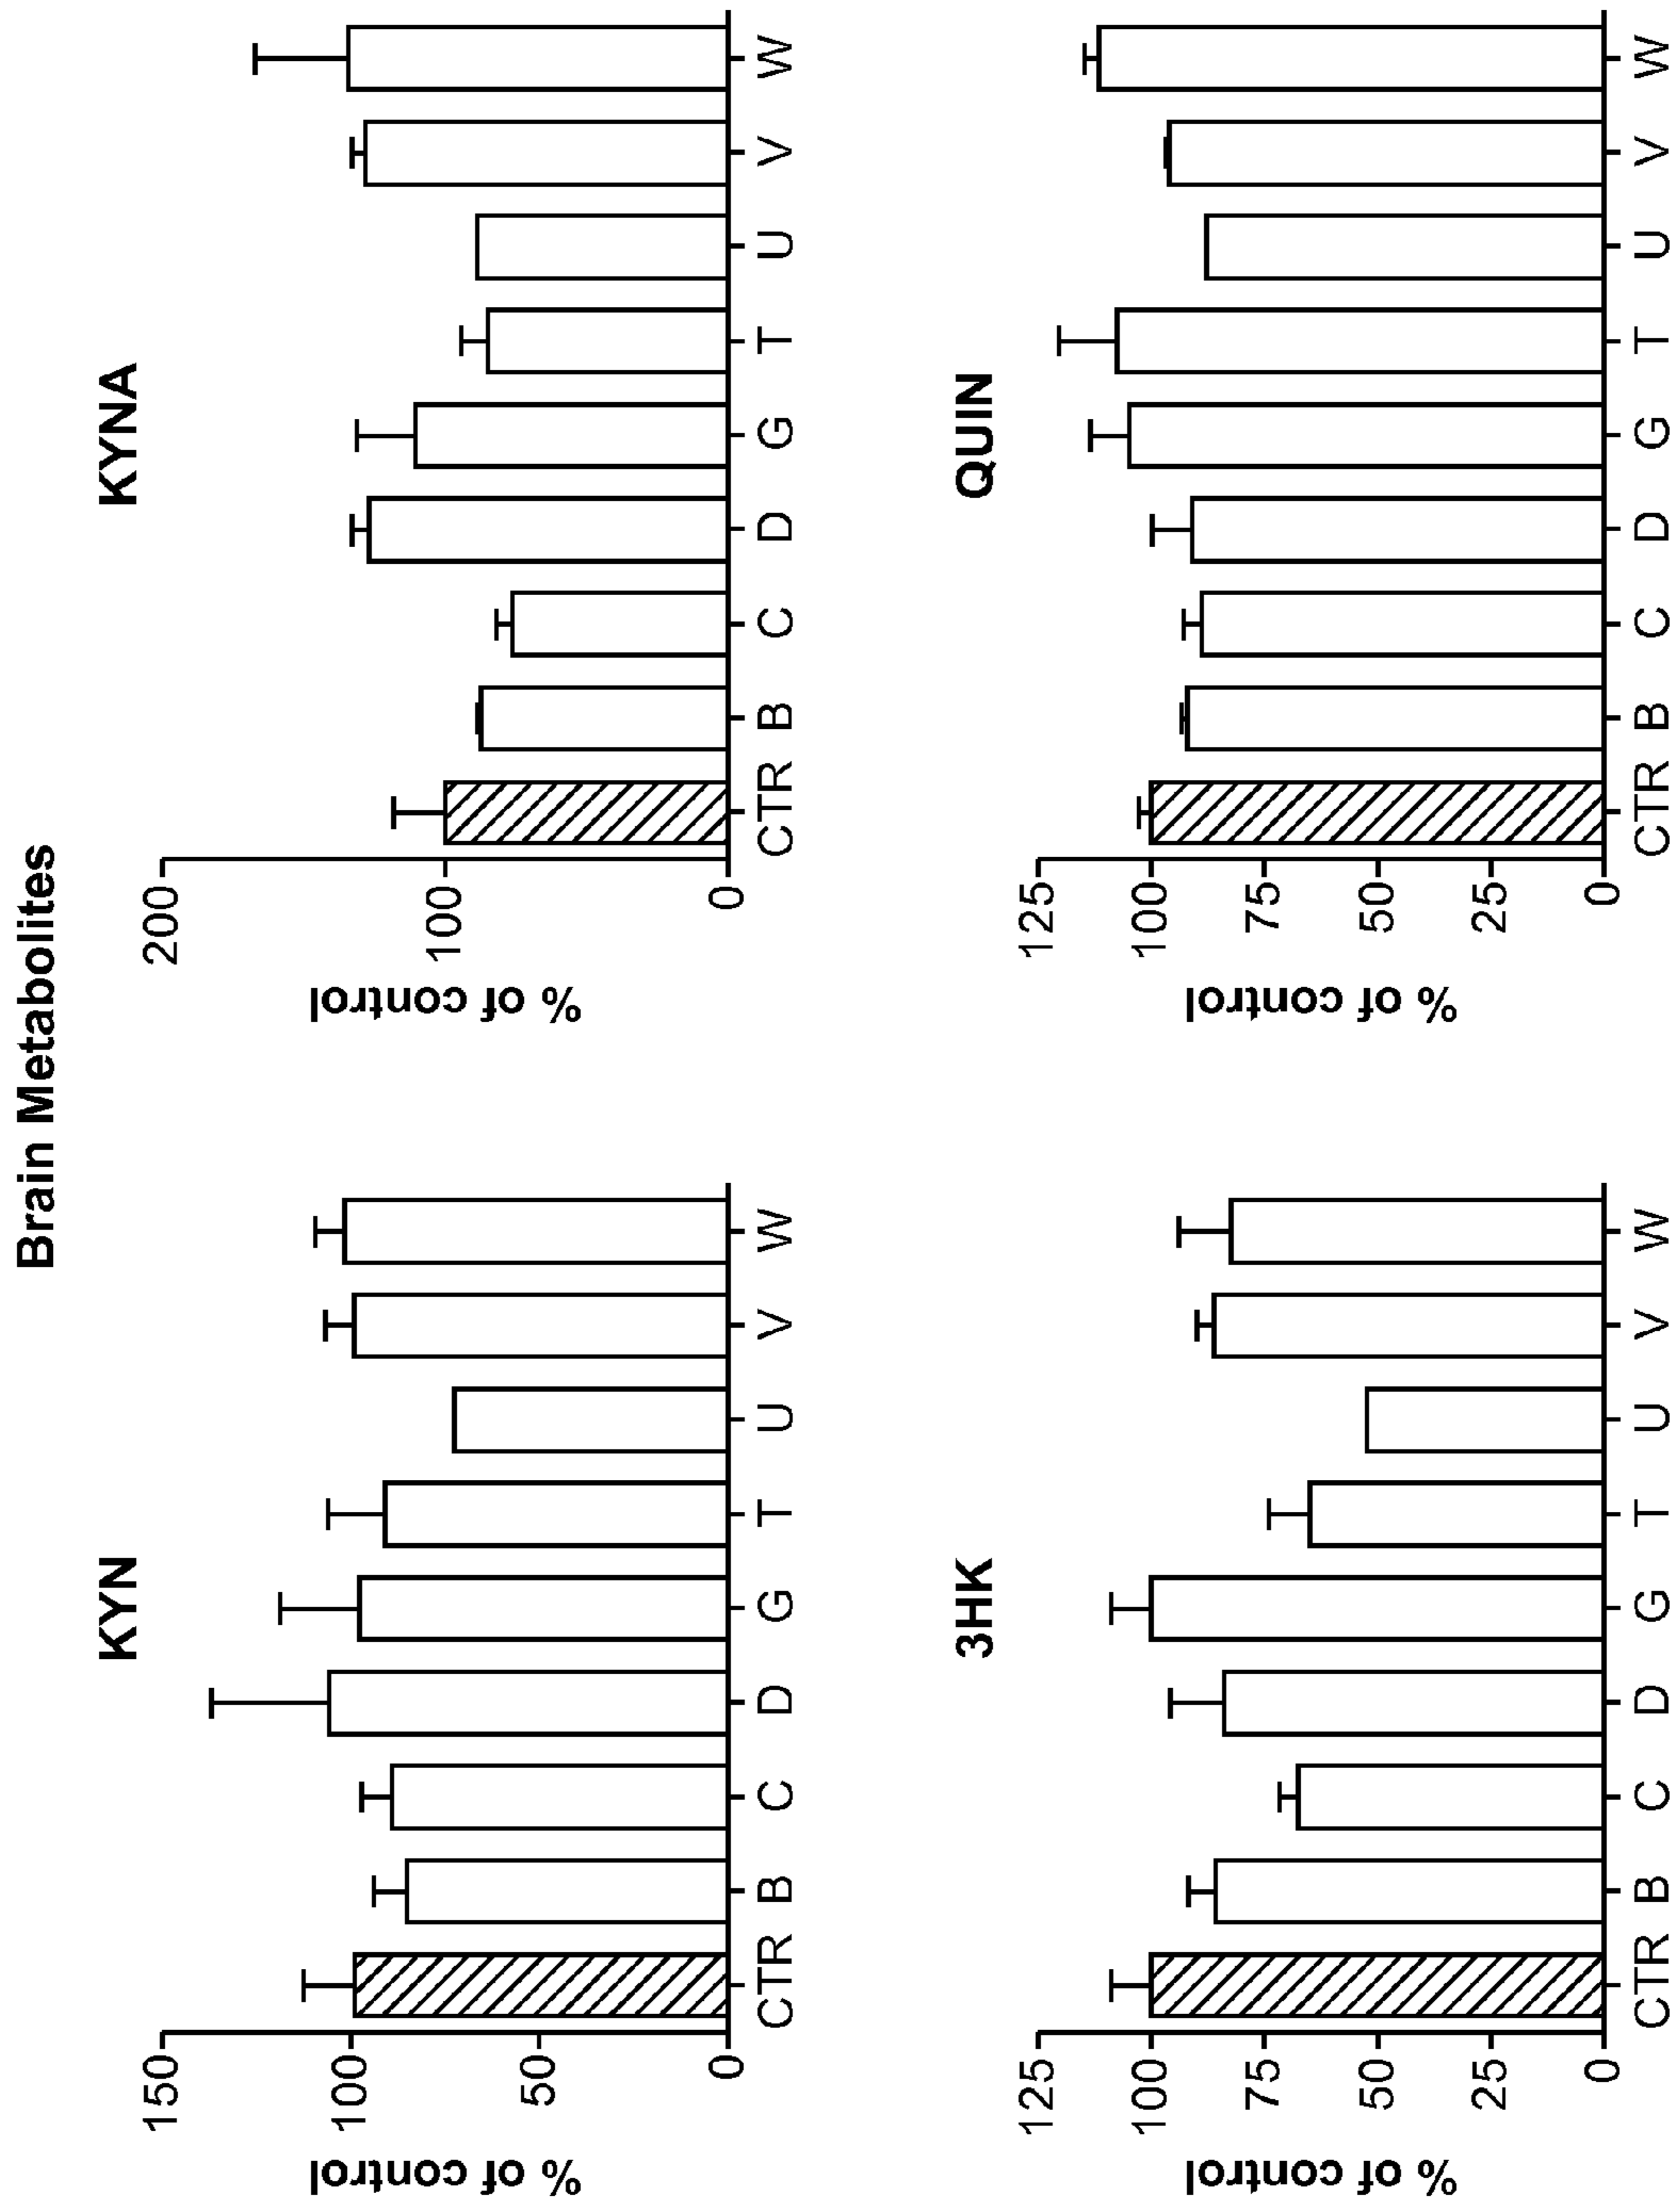 Brain Metabolites
KYN
% of control
150
100
50
0
CTR B C D G T U V W
KYNA
% of control
200
100
0
CTR B C D G T U V W
3HK
% of control
125
100
75
50
25
0
CTR B C D G T U V W
QUIN
% of control
125
100
75
50
25
0
CTR B C D G T U V W